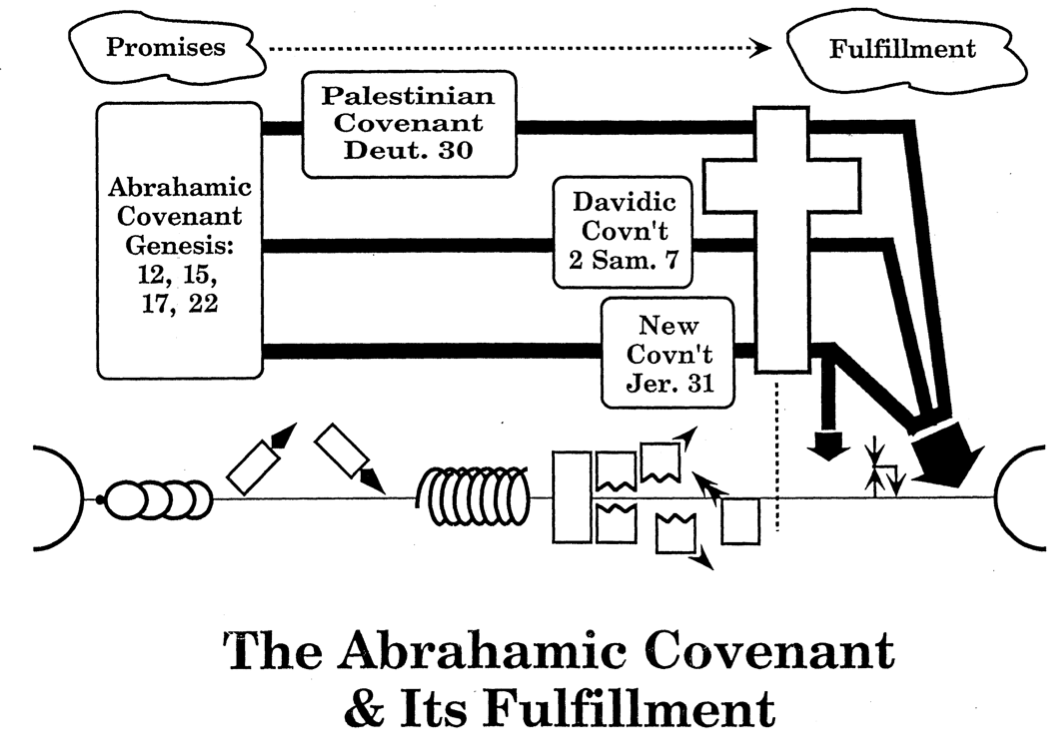 Promises
Fulfillment
Palestinian
Covenant
Deut. 30
Abrahamic
Covenant
Genesis:
12, 15,
17, 22
Davidic
Covn't
2 Sam. 7
New
Covn't
Jer. 31
The Abrahamic Covenant
& Its Fulfillment